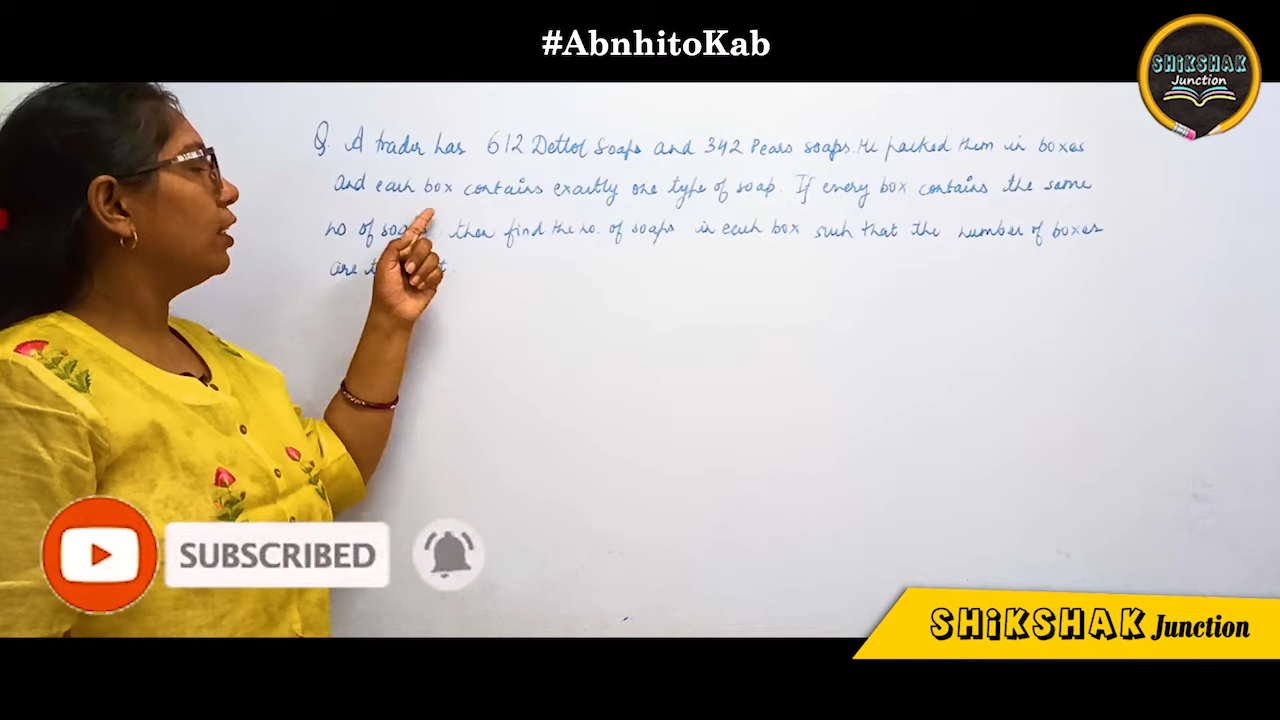 #AbnhitoKab
SHiKSHAK
Junction
Q. A trader has 612 Dettol Soaps and 342 Pears soaps. He packed them in boxes
and each box contains exactly one type of soap. If every box contains the same
no. of then find the no. of soaps in each box such that the number of boxes
are
SUBSCRIBED
SHiKSHAK Junction